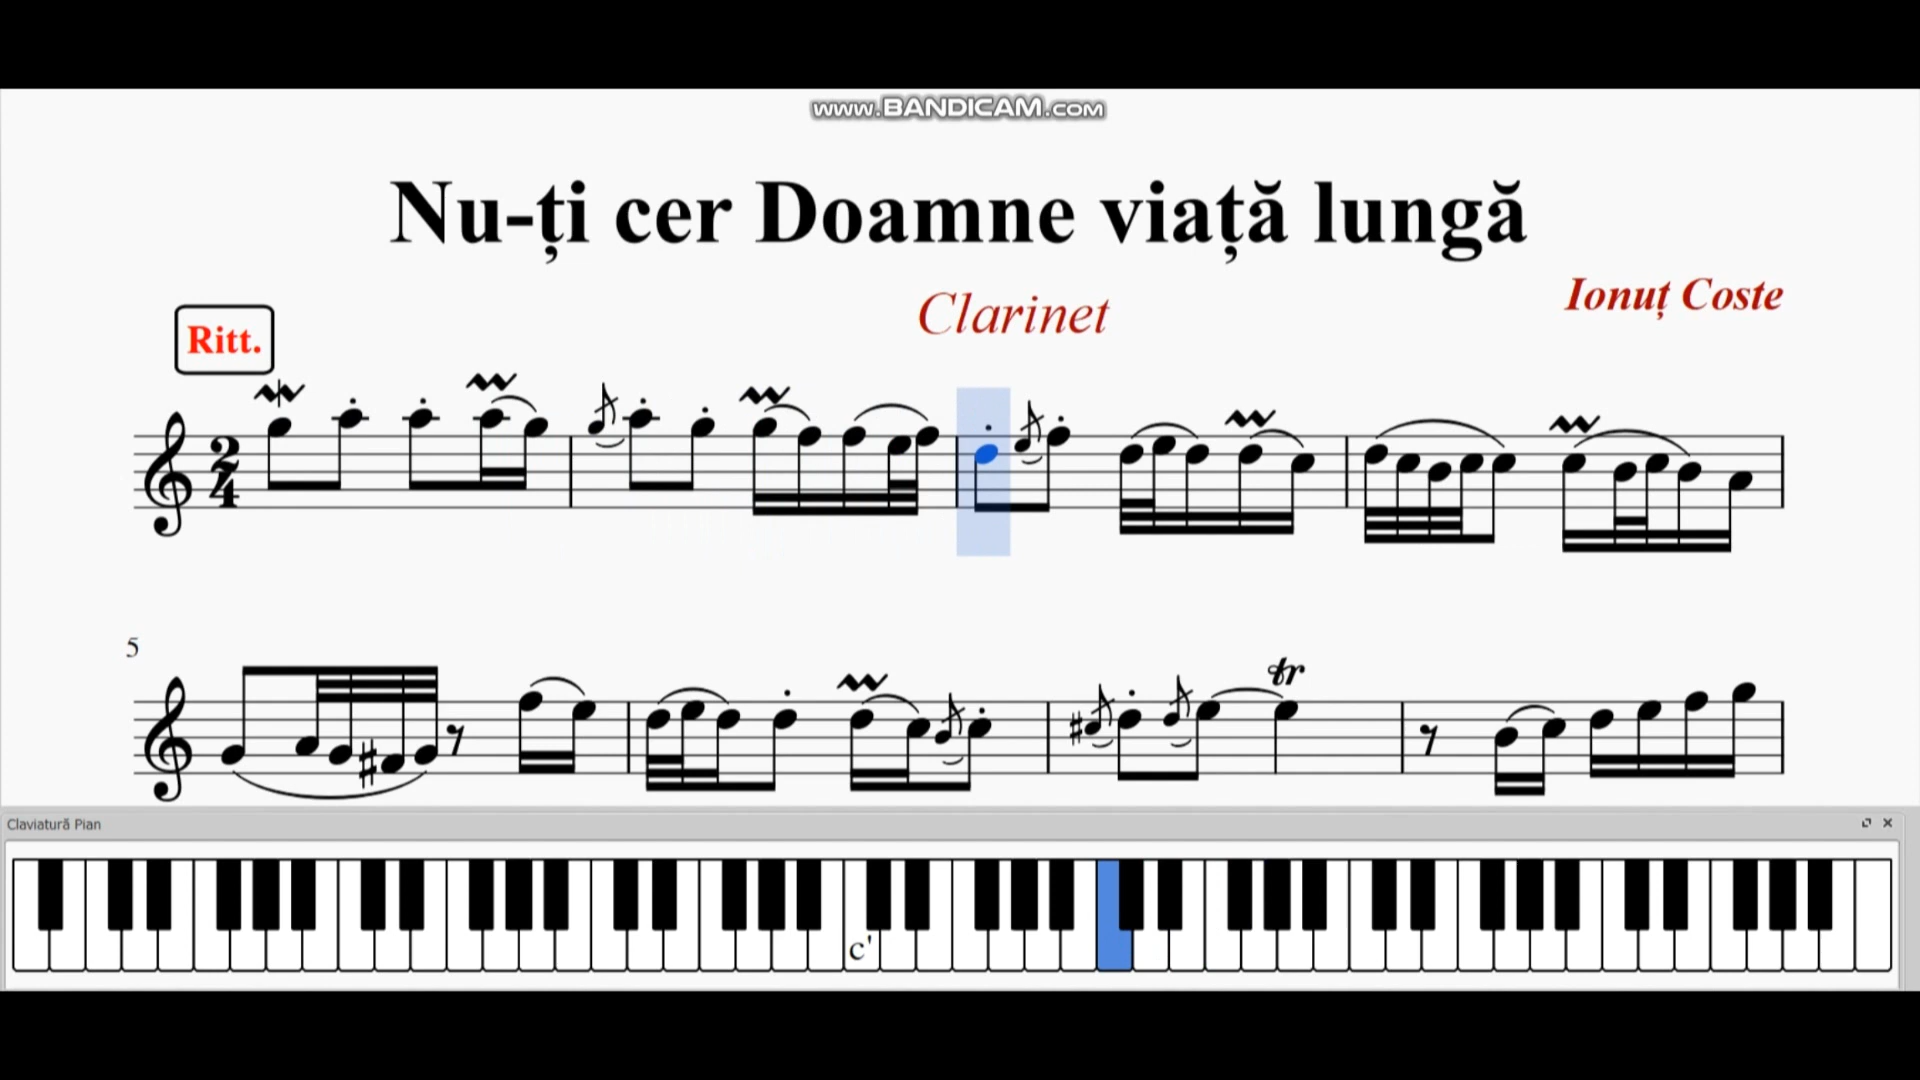 www.BANDICAM.com
Nu-ți cer Doamne viață lungă
Clarinet
Ionuț Coste
Ritt.
2
4
5
tr
Claviatură Pian
c'